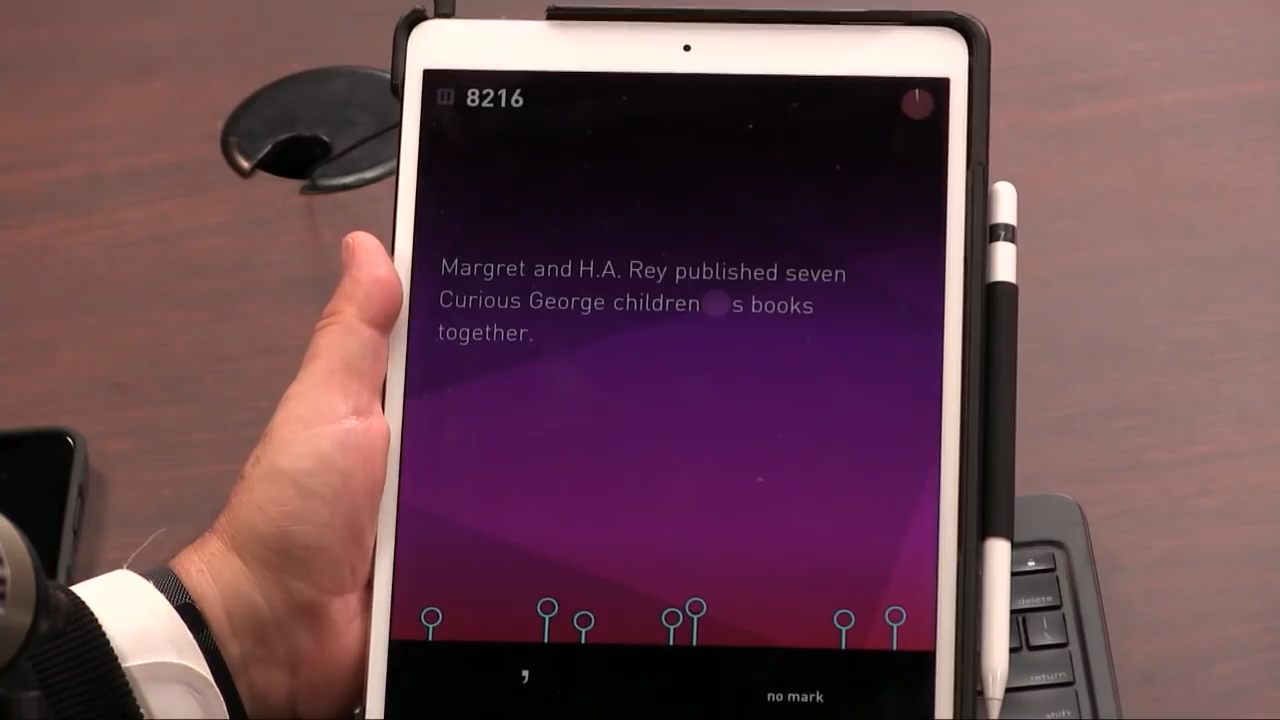 8216
Margret and H.A. Rey published seven
Curious George children s books
together.
,
no mark
delete
return
shift